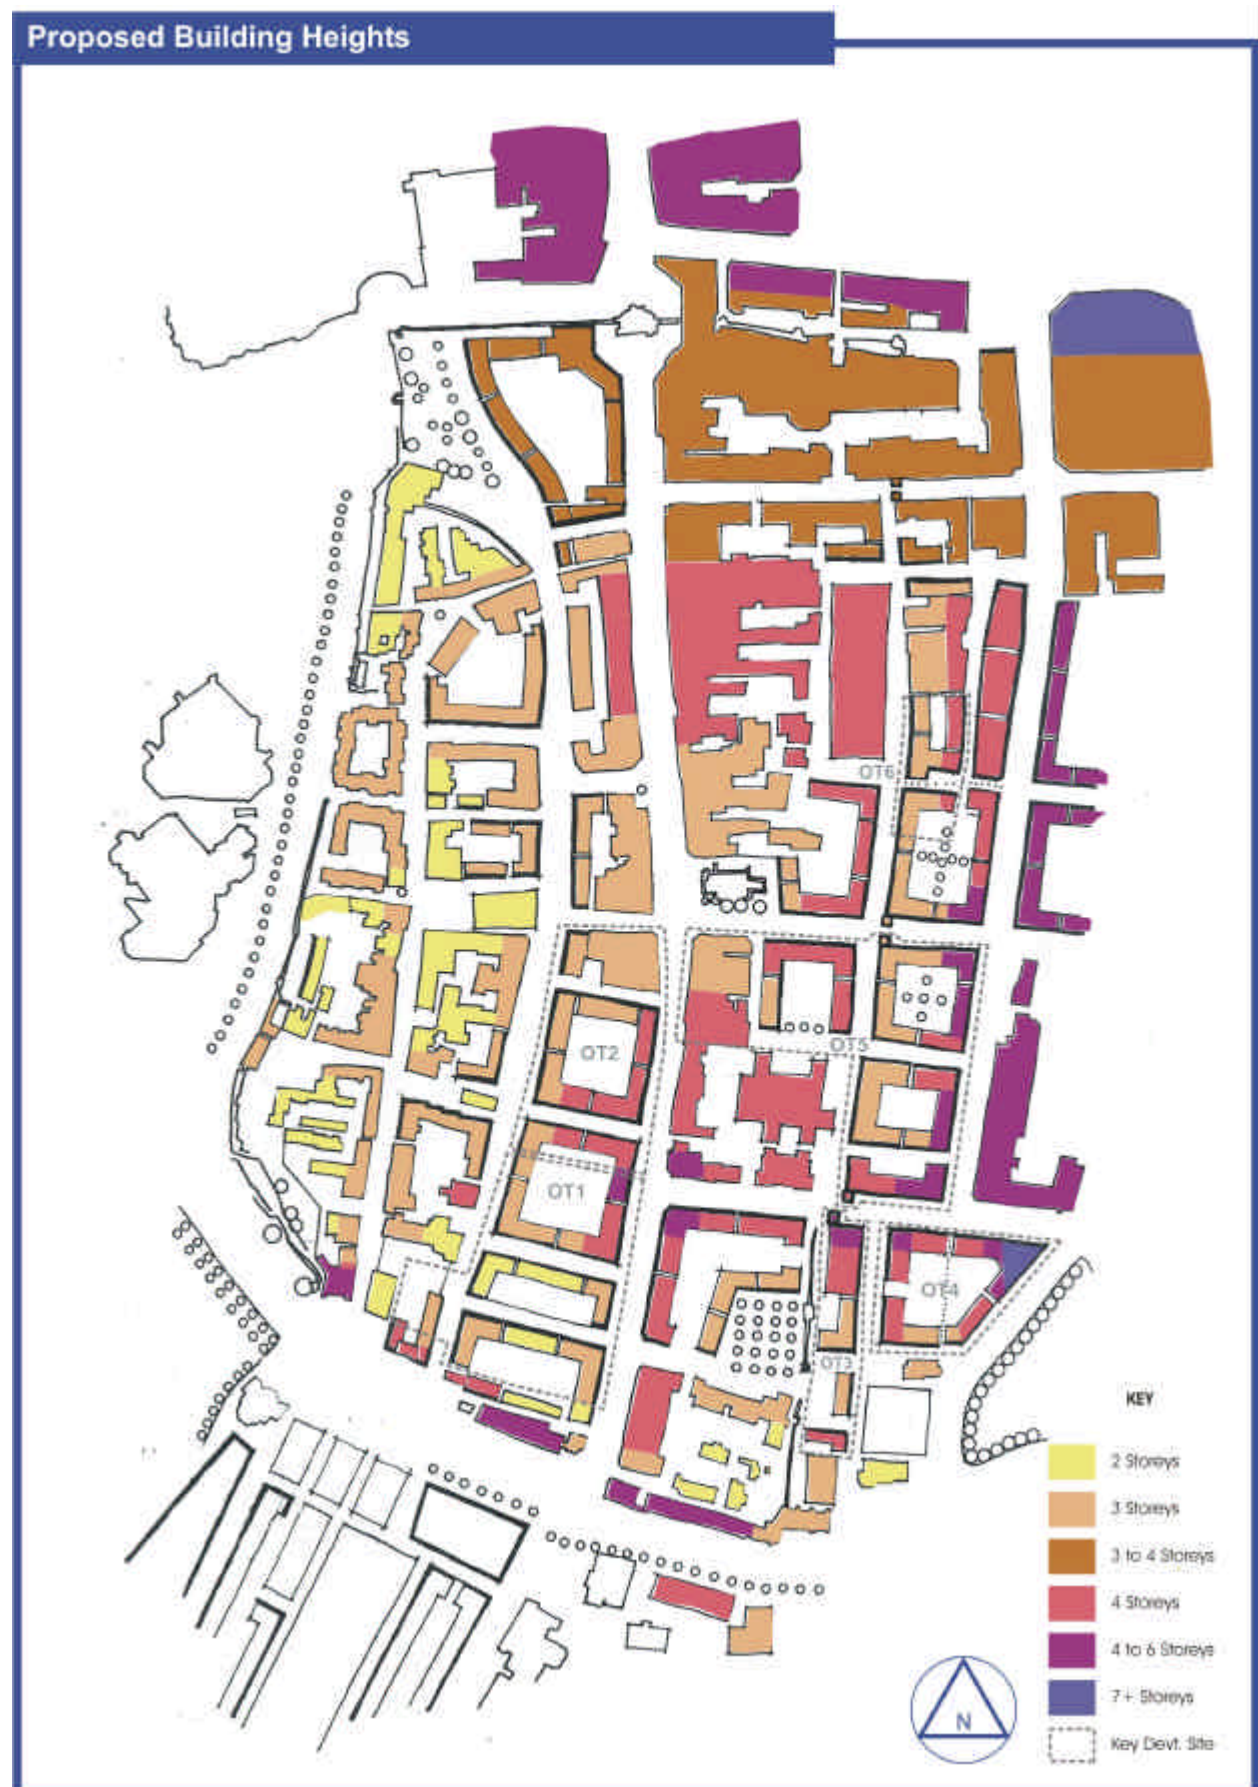 Proposed Building Heights
OT6
OT2
OT5
OT1
OT4
OT3
KEY
2 Storeys
3 Storeys
3 to 4 Storeys
4 Storeys
4 to 6 Storeys
7+ Storeys
Key Devt. Site
N